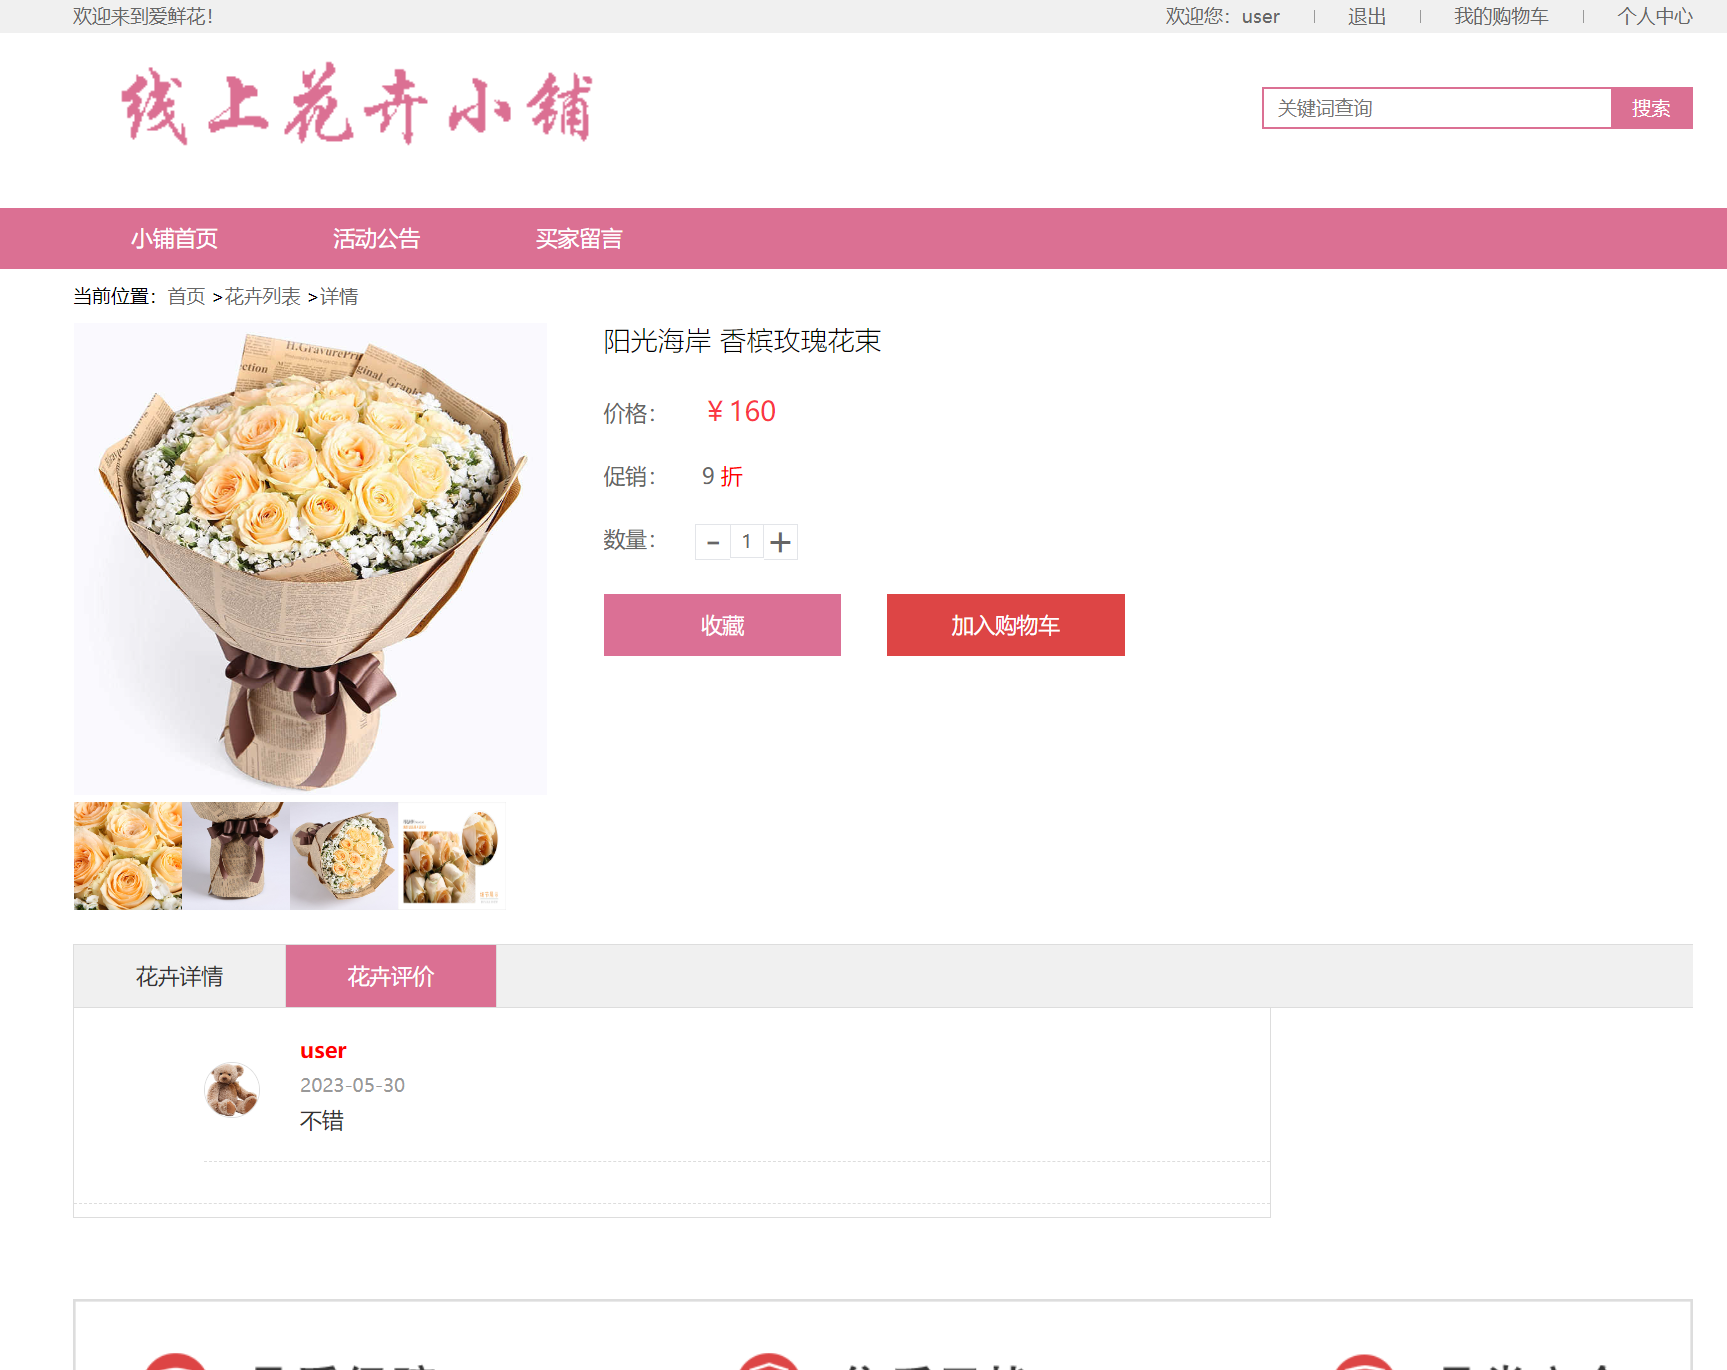 欢迎来到爱鲜花！
欢迎您：user
退出
我的购物车
个人中心
线上花卉小铺
关键词查询
搜索
小铺首页
活动公告
买家留言
当前位置：首页 >花卉列表 >详情
H.GravurePri
ction
iginal Graph
阳光海岸 香槟玫瑰花束
价格：
￥160
促销：
9 折
数量：
- 1 +
收藏
加入购物车
花卉详情
花卉评价
user
2023-05-30
不错